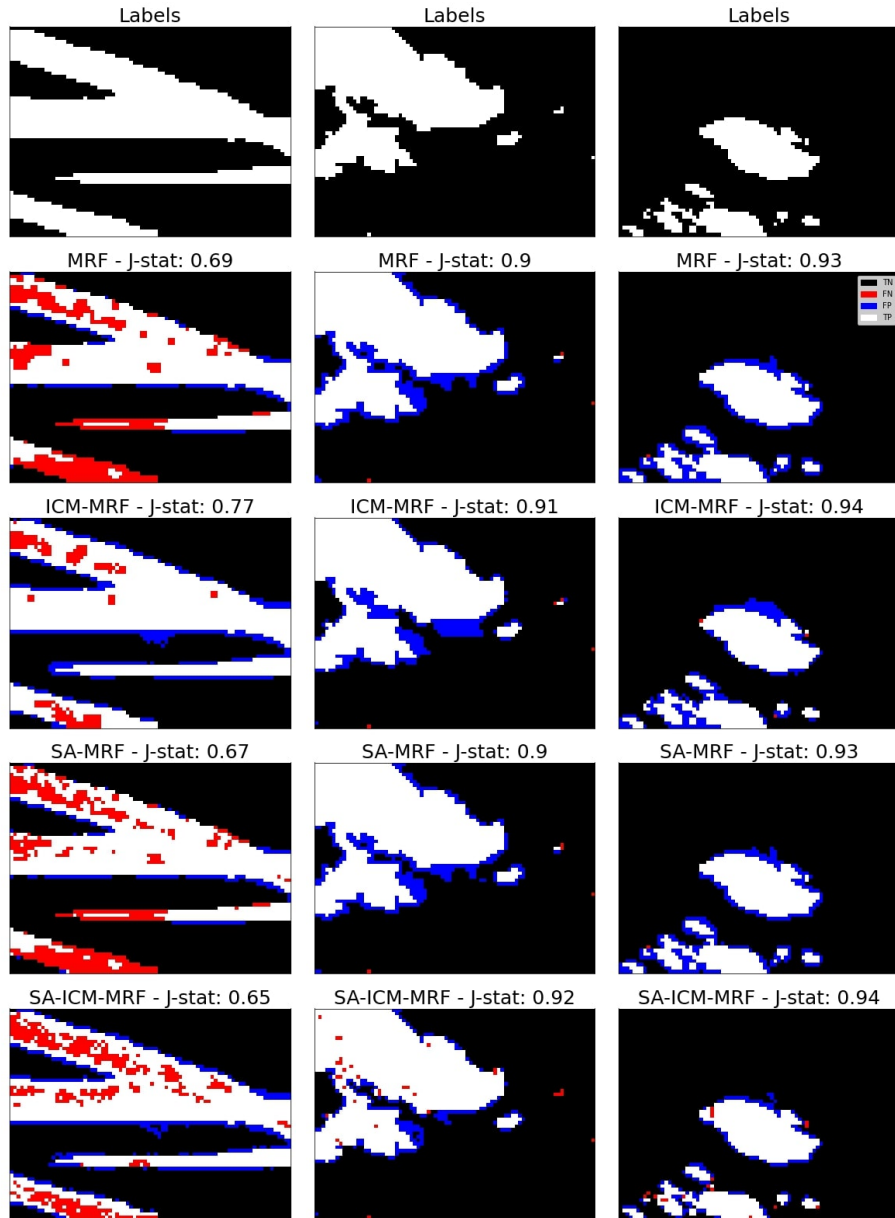 Labels
Labels
Labels
MRF - J-stat: 0.69
MRF - J-stat: 0.9
MRF - J-stat: 0.93
TN
FN
FP
TP
ICM-MRF - J-stat: 0.77
ICM-MRF - J-stat: 0.91
ICM-MRF - J-stat: 0.94
SA-MRF - J-stat: 0.67
SA-MRF - J-stat: 0.9
SA-MRF - J-stat: 0.93
SA-ICM-MRF - J-stat: 0.65
SA-ICM-MRF - J-stat: 0.92
SA-ICM-MRF - J-stat: 0.94